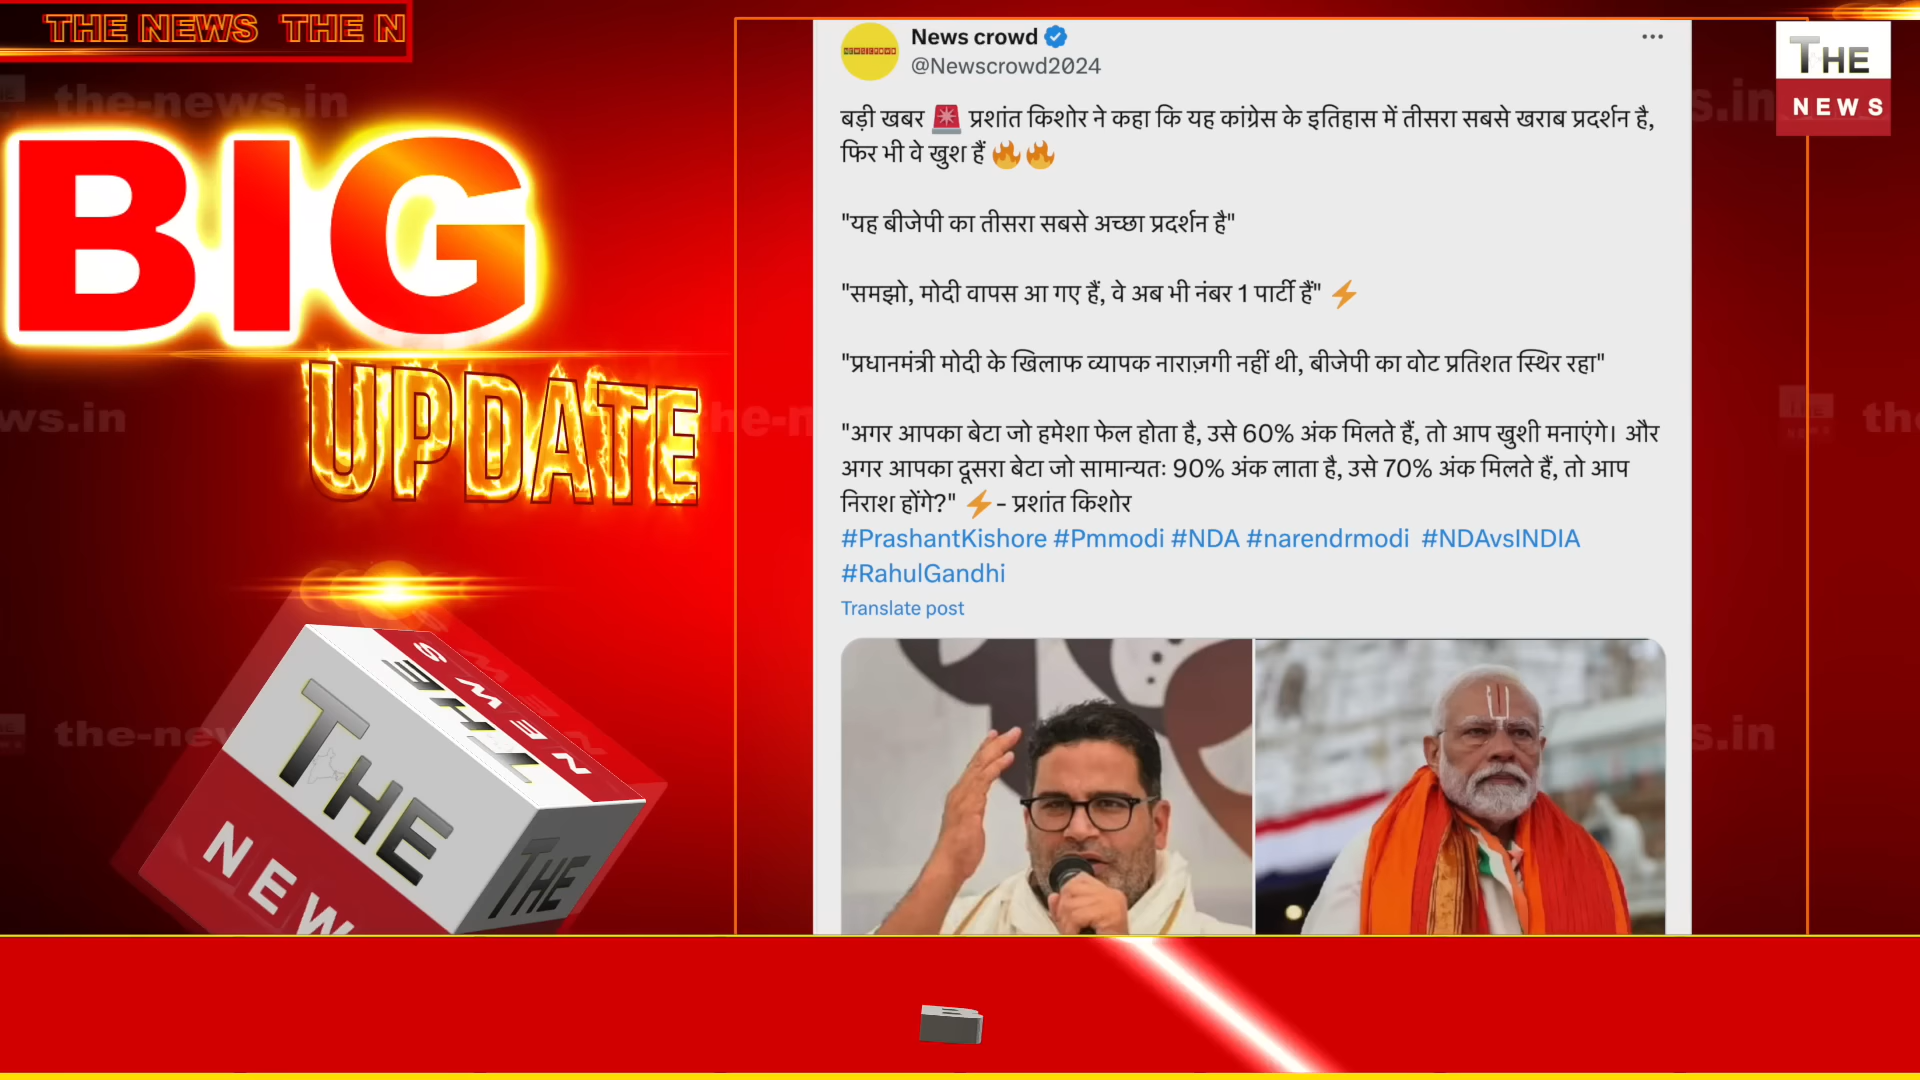 THE NEWS THE N
the-news.in
BIG
UPDATE
THE
NEWS
News crowd
@Newscrowd2024
बड़ी खबर 🚨 प्रशांत किशोर ने कहा कि यह कांग्रेस के इतिहास में तीसरा सबसे खराब प्रदर्शन है,
फिर भी वे खुश हैं 🔥🔥
"यह बीजेपी का तीसरा सबसे अच्छा प्रदर्शन है"
"समझो, मोदी वापस आ गए हैं, वे अब भी नंबर 1 पार्टी हैं" ⚡
"प्रधानमंत्री मोदी के खिलाफ व्यापक नाराज़गी नहीं थी, बीजेपी का वोट प्रतिशत स्थिर रहा"
"अगर आपका बेटा जो हमेशा फेल होता है, उसे 60% अंक मिलते हैं, तो आप खुशी मनाएंगे। और
अगर आपका दूसरा बेटा जो सामान्यतः 90% अंक लाता है, उसे 70% अंक मिलते हैं, तो आप
निराश होंगे?" ⚡- प्रशांत किशोर
#PrashantKishore #Pmmodi #NDA #narendrmodi #NDAvsINDIA
#RahulGandhi
Translate post
THE
NEWS
THE
NEWS
THE